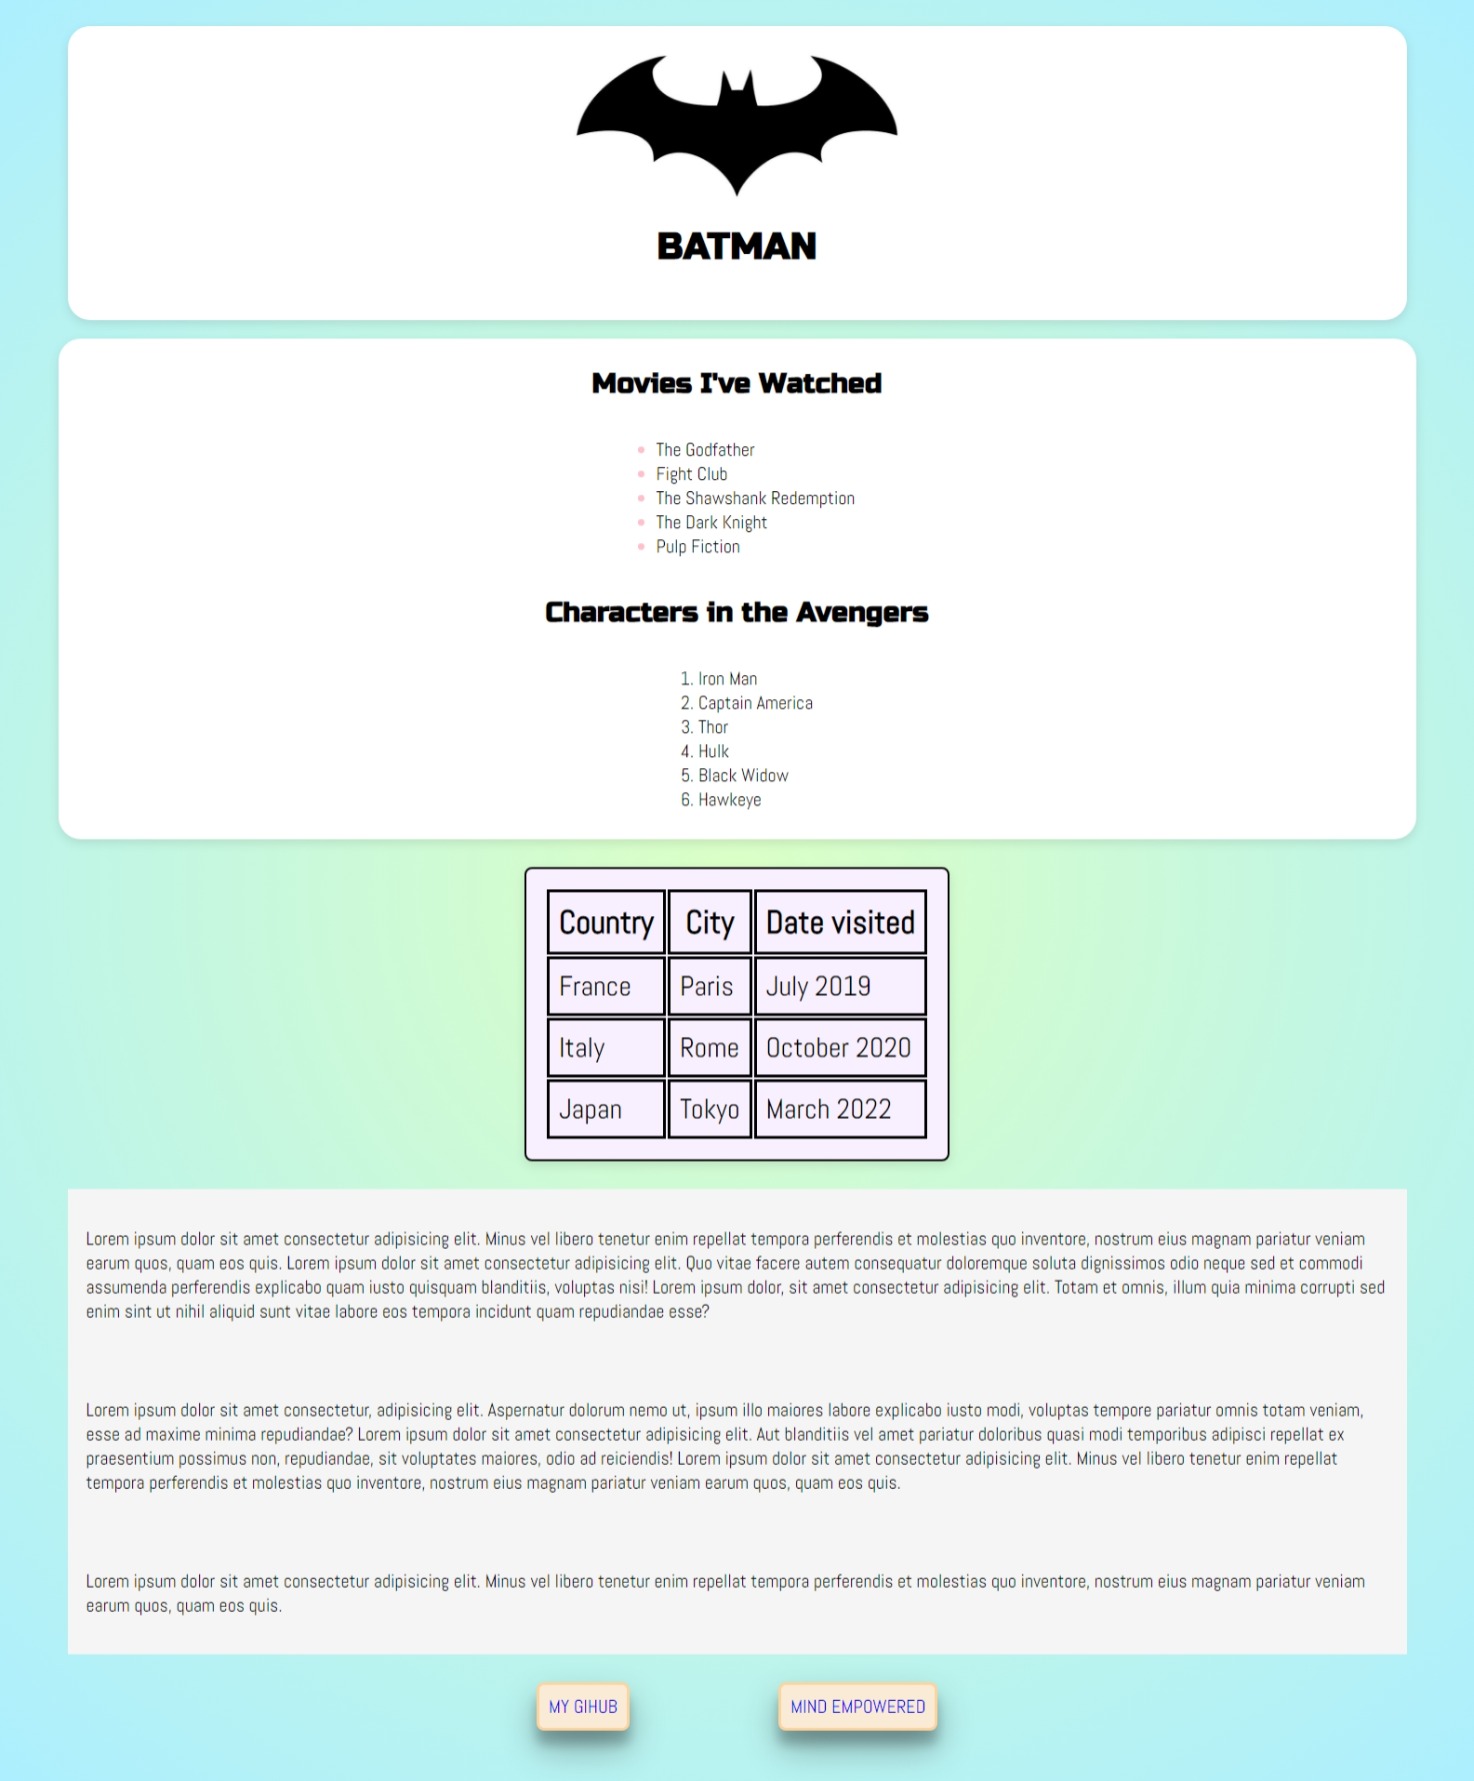 BATMAN
Movies I've Watched
The Godfather
Fight Club
The Shawshank Redemption
The Dark Knight
Pulp Fiction
Characters in the Avengers
1. Iron Man
2. Captain America
3. Thor
4. Hulk
5. Black Widow
6. Hawkeye
Country City Date visited
France Paris July 2019
Italy Rome October 2020
Japan Tokyo March 2022
Lorem ipsum dolor sit amet consectetur adipisicing elit. Minus vel libero tenetur enim repellat tempora perferendis et molestias quo inventore, nostrum eius magnam pariatur veniam
earum quos, quam eos quis. Lorem ipsum dolor sit amet consectetur adipisicing elit. Quo vitae facere autem consequatur doloremque soluta dignissimos odio neque sed et commodi
assumenda perferendis explicabo quam iusto quisquam blanditiis, voluptas nisi! Lorem ipsum dolor, sit amet consectetur adipisicing elit. Totam et omnis, illum quia minima corrupti sed
enim sint ut nihil aliquid sunt vitae labore eos tempora incidunt quam repudiandae esse?
Lorem ipsum dolor sit amet consectetur, adipisicing elit. Aspernatur dolorum nemo ut, ipsum illo maiores labore explicabo iusto modi, voluptas tempore pariatur omnis totam veniam,
esse ad maxime minima repudiandae? Lorem ipsum dolor sit amet consectetur adipisicing elit. Aut blanditiis vel amet pariatur doloribus quasi modi temporibus adipisci repellat ex
praesentium possimus non, repudiandae, sit voluptates maiores, odio ad reiciendis! Lorem ipsum dolor sit amet consectetur adipisicing elit. Minus vel libero tenetur enim repellat
tempora perferendis et molestias quo inventore, nostrum eius magnam pariatur veniam earum quos, quam eos quis.
Lorem ipsum dolor sit amet consectetur adipisicing elit. Minus vel libero tenetur enim repellat tempora perferendis et molestias quo inventore, nostrum eius magnam pariatur veniam
earum quos, quam eos quis.
MY GIHUB MIND EMPOWERED